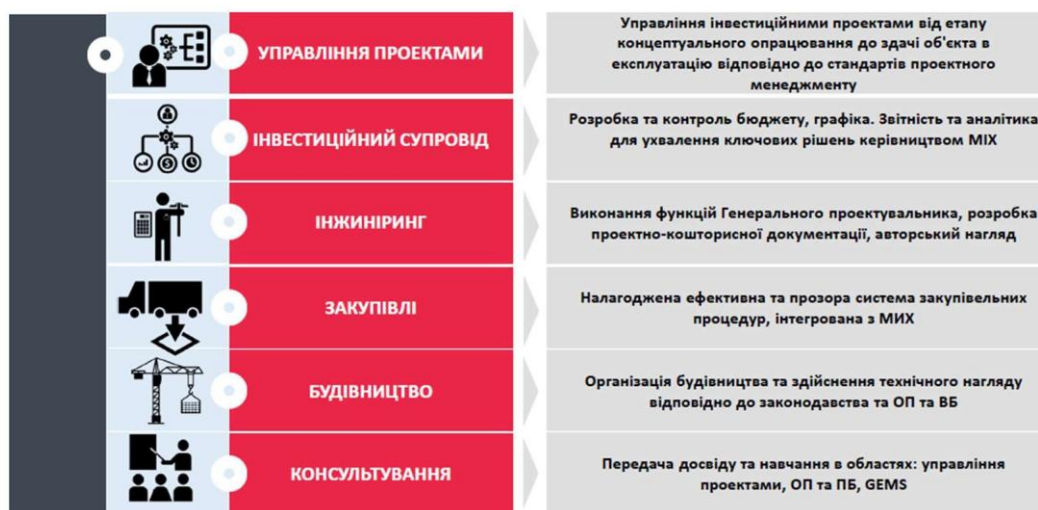 УПРАВЛІННЯ ПРОЕКТАМИ
Управління інвестиційними проектами від етапу
концептуального опрацювання до здачі об'єкта в
експлуатацію відповідно до стандартів проектного
менеджменту
ІНВЕСТИЦІЙНИЙ СУПРОВІД
Розробка та контроль бюджету, графіка. Звітність та аналітика
для ухвалення ключових рішень керівництвом МІХ
ІНЖИНІРИНГ
Виконання функцій Генерального проектувальника, розробка
проектно-кошторисної документації, авторський нагляд
ЗАКУПІВЛІ
Налагоджена ефективна та прозора система закупівельних
процедур, інтегрована з МИХ
БУДІВНИЦТВО
Організація будівництва та здійснення технічного нагляду
відповідно до законодавства та ОП та ВБ
КОНСУЛЬТУВАННЯ
Передача досвіду та навчання в областях: управління
проектами, ОП та ПБ, GEMS